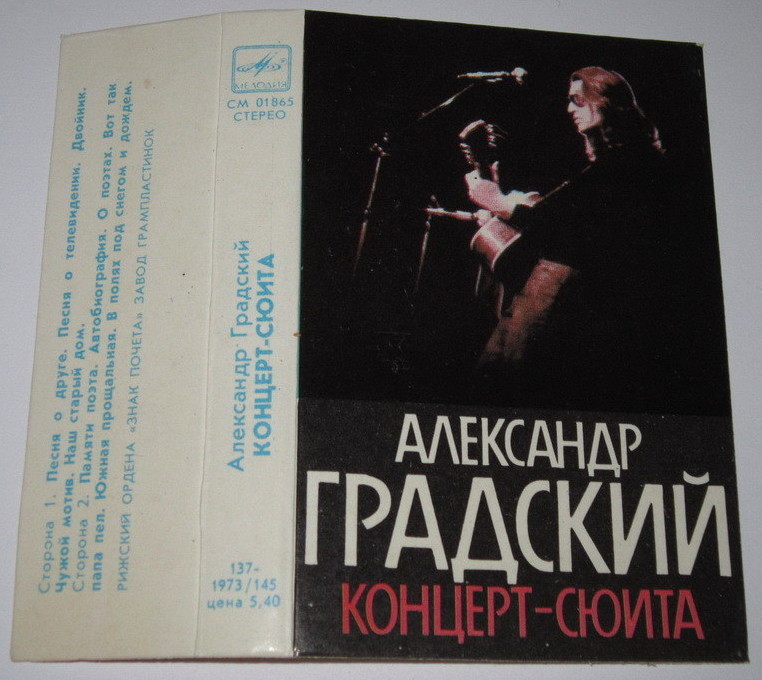 Сторона 1. Песня о друге. Песня о телевидении. Двойник.
Чужой мотив. Наш старый дом.
Сторона 2. Памяти поэта. Автобиография. О поэтах. Вот так
папа пел. Южная прощальная. В полях под снегом и дождем.
РИЖСКИЙ ОРДЕНА «ЗНАК ПОЧЕТА» ЗАВОД ГРАМПЛАСТИНОК
МЕЛОДИЯ
СМ 01865
СТЕРЕО
Александр Градский
КОНЦЕРТ-СЮИТА
137-
1973/145
цена 5,40
АЛЕКСАНДР
ГРАДСКИЙ
КОНЦЕРТ-СЮИТА